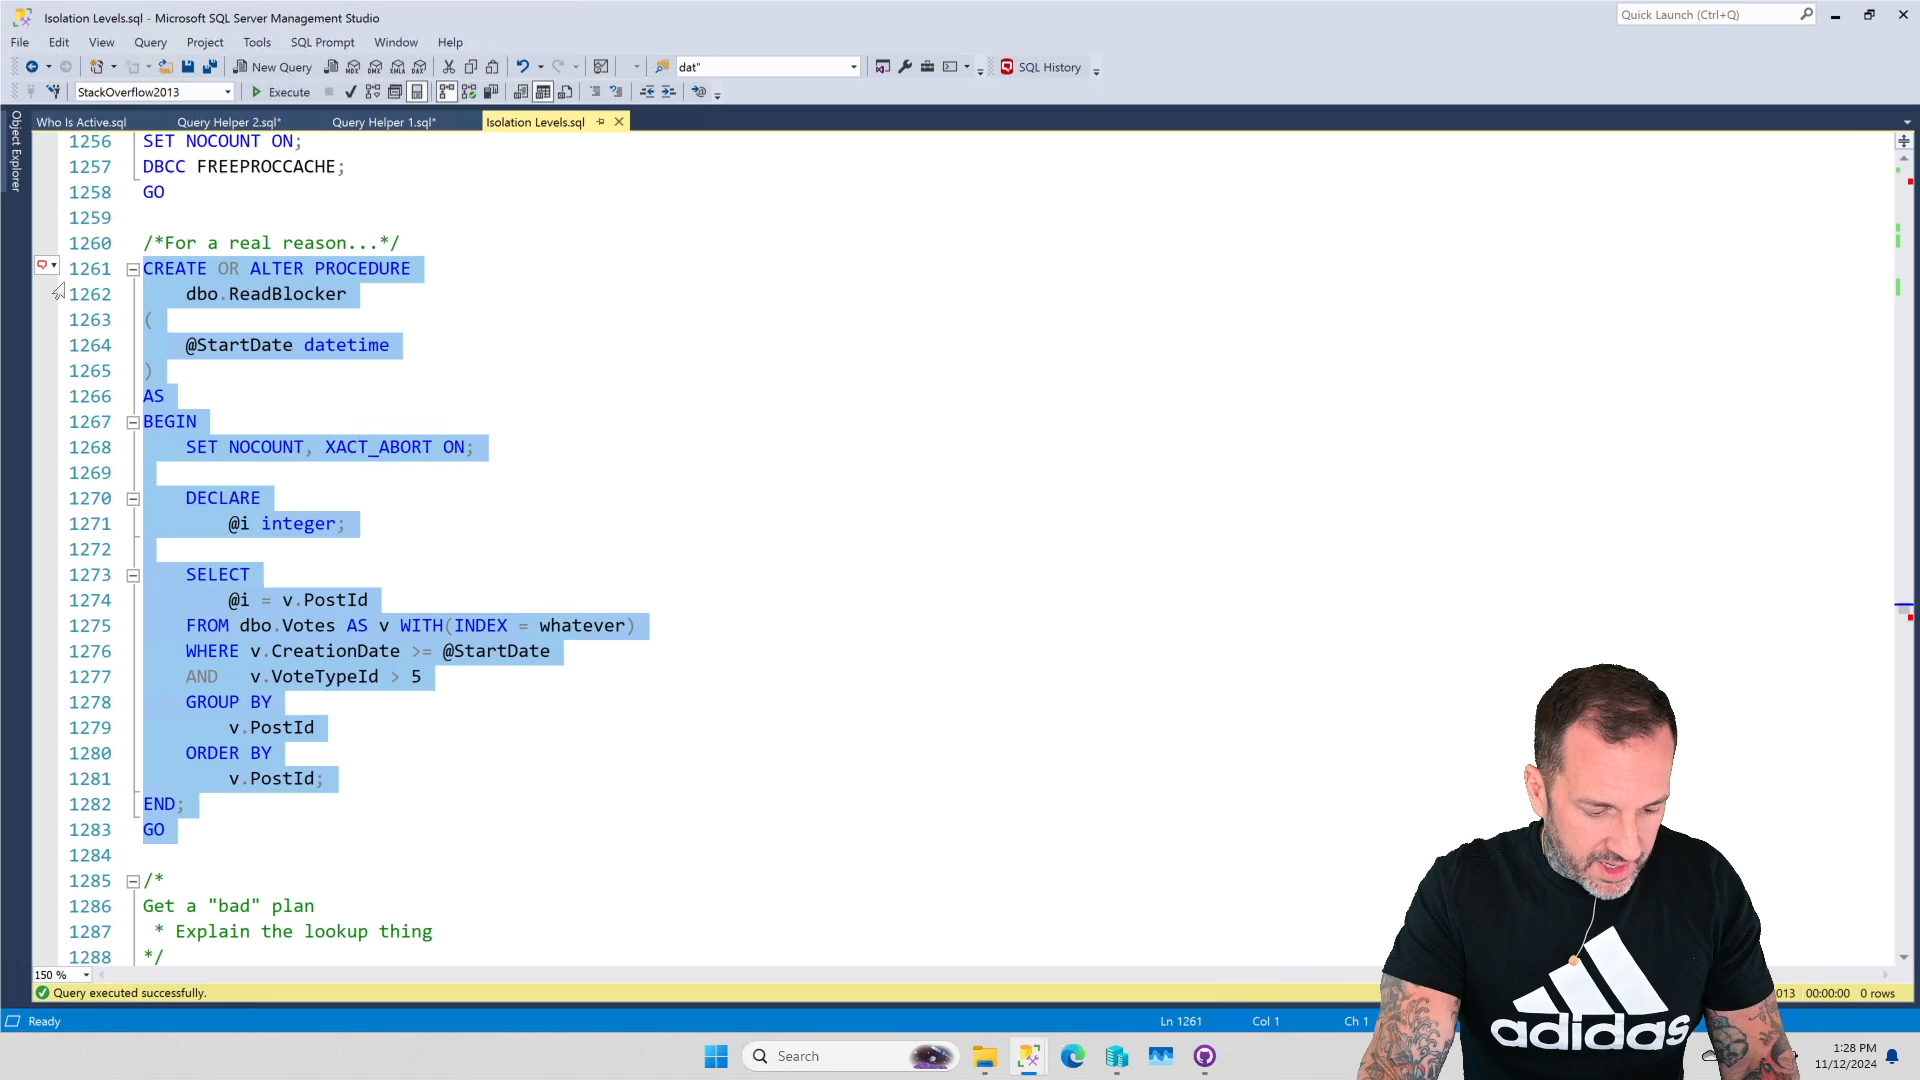 Isolation Levels.sql - Microsoft SQL Server Management Studio
Quick Launch (Ctrl+Q)
File Edit View Query Project Tools SQL Prompt Window Help
New Query
dat"
SQL History
StackOverflow2013
Execute
Object Explorer
Who Is Active.sql Query Helper 2.sql* Query Helper 1.sql* Isolation Levels.sql
1256 SET NOCOUNT ON;
1257 DBCC FREEPROCCACHE;
1258 GO
1259
1260 /*For a real reason...*/
1261 CREATE OR ALTER PROCEDURE
1262 dbo.ReadBlocker
1263 (
1264 @StartDate datetime
1265 )
1266 AS
1267 BEGIN
1268 SET NOCOUNT, XACT_ABORT ON;
1269
1270 DECLARE
1271 @i integer;
1272
1273 SELECT
1274 @i = v.PostId
1275 FROM dbo.Votes AS v WITH(INDEX = whatever)
1276 WHERE v.CreationDate >= @StartDate
1277 AND v.VoteTypeId > 5
1278 GROUP BY
1279 v.PostId
1280 ORDER BY
1281 v.PostId;
1282 END;
1283 GO
1284
1285 /*
1286 Get a "bad" plan
1287 * Explain the lookup thing
1288 */
150 %
Query executed successfully.
013 00:00:00 0 rows
Ready
Ln 1261 Col 1 Ch 1
Search
1:28 PM
11/12/2024
adidas